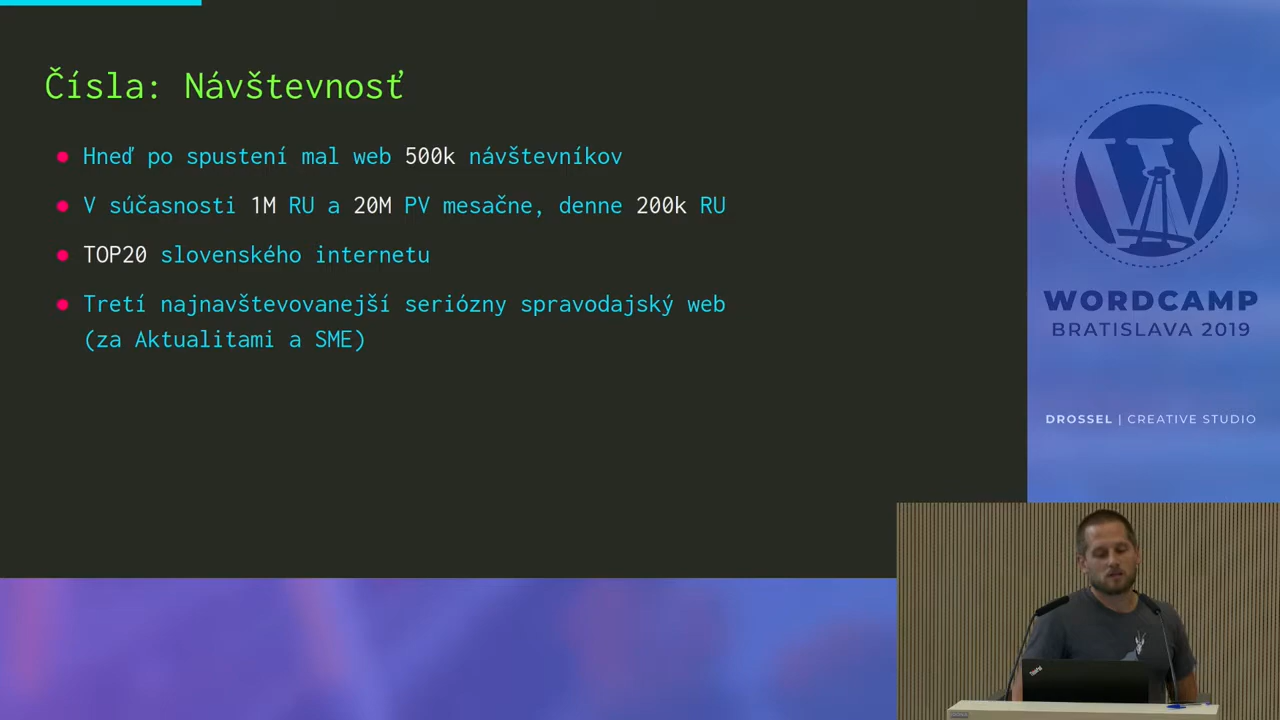 Čísla: Návštevnosť
Hneď po spustení mal web 500k návštevníkov
V súčasnosti 1M RU a 20M PV mesačne, denne 200k RU
TOP20 slovenského internetu
Tretí najnavštevovanejší seriózny spravodajský web
(za Aktualitami a SME)
WORDCAMP
BRATISLAVA 2019
DROSSEL | CREATIVE STUDIO
ThinkPad